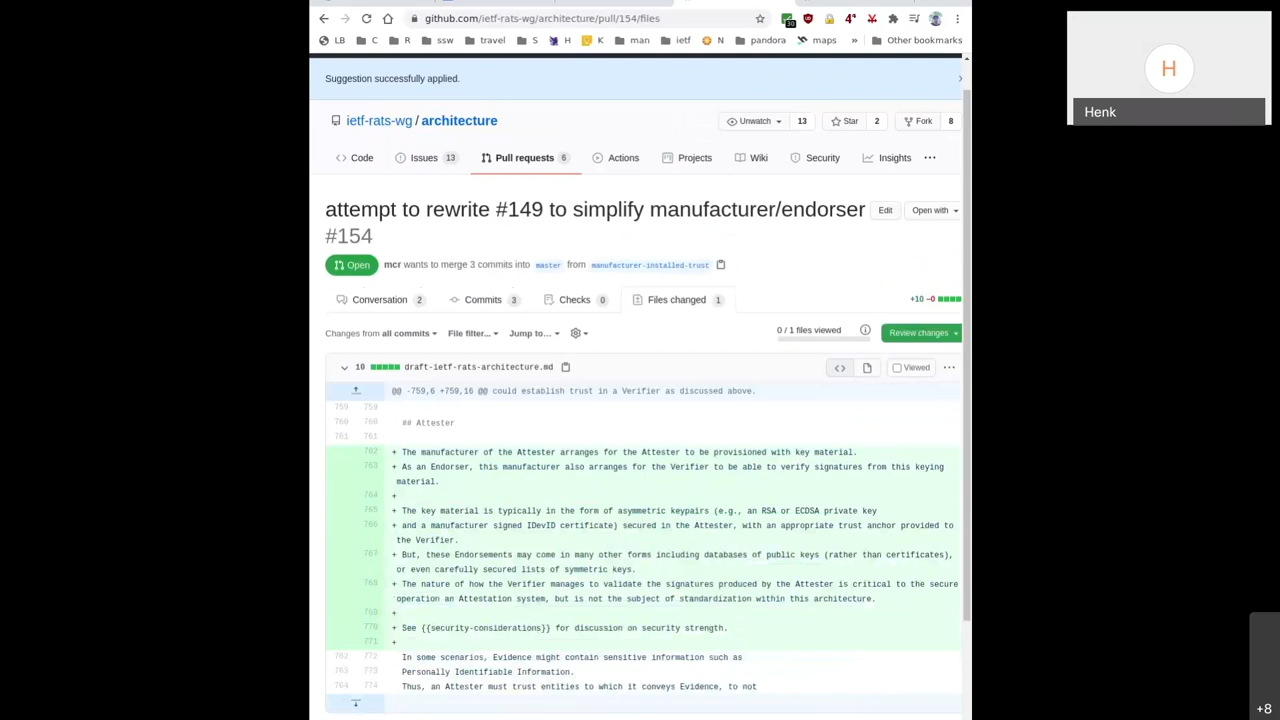 github.com/ietf-rats-wg/architecture/pull/154/files
30
4⁴
LB C R ssw travel S H K man ietf N pandora maps » Other bookmarks
Suggestion successfully applied.
ietf-rats-wg / architecture
Unwatch 13 Star 2 Fork 8
Code Issues 13 Pull requests 6 Actions Projects Wiki Security Insights
attempt to rewrite #149 to simplify manufacturer/endorser
#154
Edit Open with
Open mcr wants to merge 3 commits into master from manufacturer-installed-trust
Conversation 2 Commits 3 Checks 0 Files changed 1 +10 −0
Changes from all commits File filter... Jump to... 0 / 1 files viewed Review changes
10 draft-ietf-rats-architecture.md Viewed
@@ -759,6 +759,16 @@ could establish trust in a Verifier as discussed above.
759 759
760 760 ## Attester
761 761
762 + The manufacturer of the Attester arranges for the Attester to be provisioned with key material.
763 + As an Endorser, this manufacturer also arranges for the Verifier to be able to verify signatures from this keying
material.
764 +
765 + The key material is typically in the form of asymmetric keypairs (e.g., an RSA or ECDSA private key
766 + and a manufacturer signed IDevID certificate) secured in the Attester, with an appropriate trust anchor provided to
the Verifier.
767 + But, these Endorsements may come in many other forms including databases of public keys (rather than certificates),
or even carefully secured lists of symmetric keys.
768 + The nature of how the Verifier manages to validate the signatures produced by the Attester is critical to the secure
operation an Attestation system, but is not the subject of standardization within this architecture.
769 +
770 + See {{security-considerations}} for discussion on security strength.
771 +
762 772 In some scenarios, Evidence might contain sensitive information such as
763 773 Personally Identifiable Information.
764 774 Thus, an Attester must trust entities to which it conveys Evidence, to not
H
Henk
+8